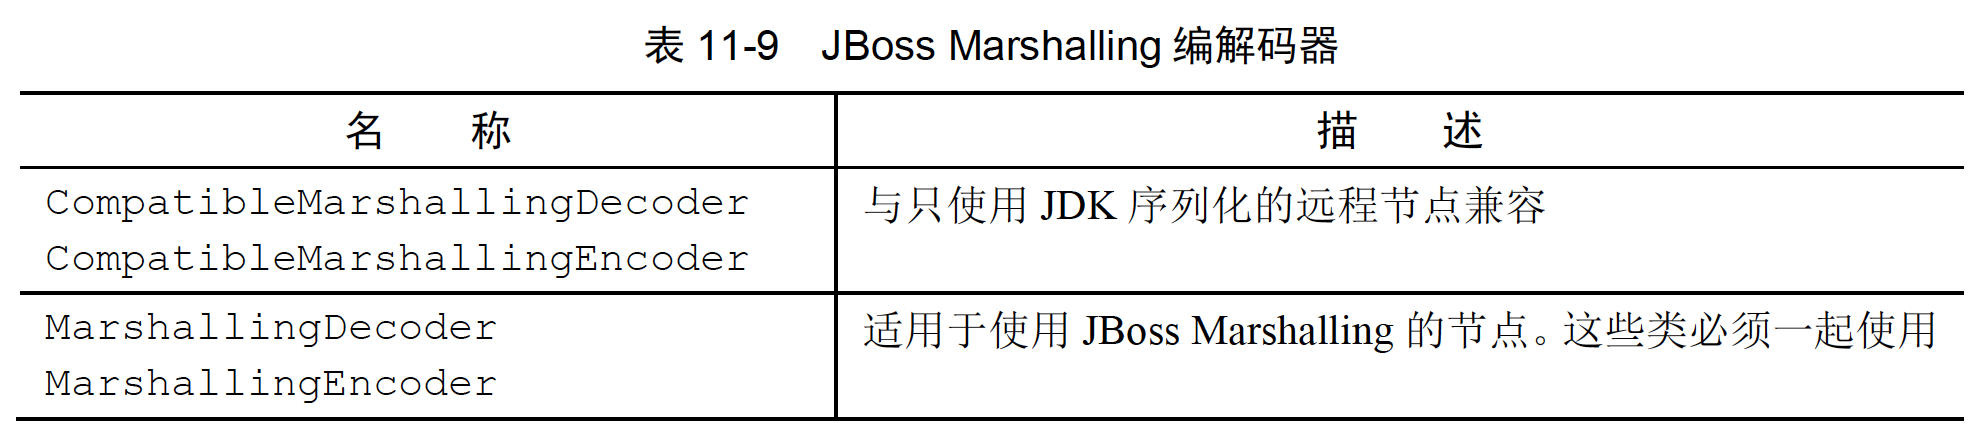 表 11-9 JBoss Marshalling 编解码器
名 称 描 述
CompatibleMarshallingDecoder 与只使用 JDK 序列化的远程节点兼容
CompatibleMarshallingEncoder
MarshallingDecoder 适用于使用 JBoss Marshalling 的节点。这些类必须一起使用
MarshallingEncoder